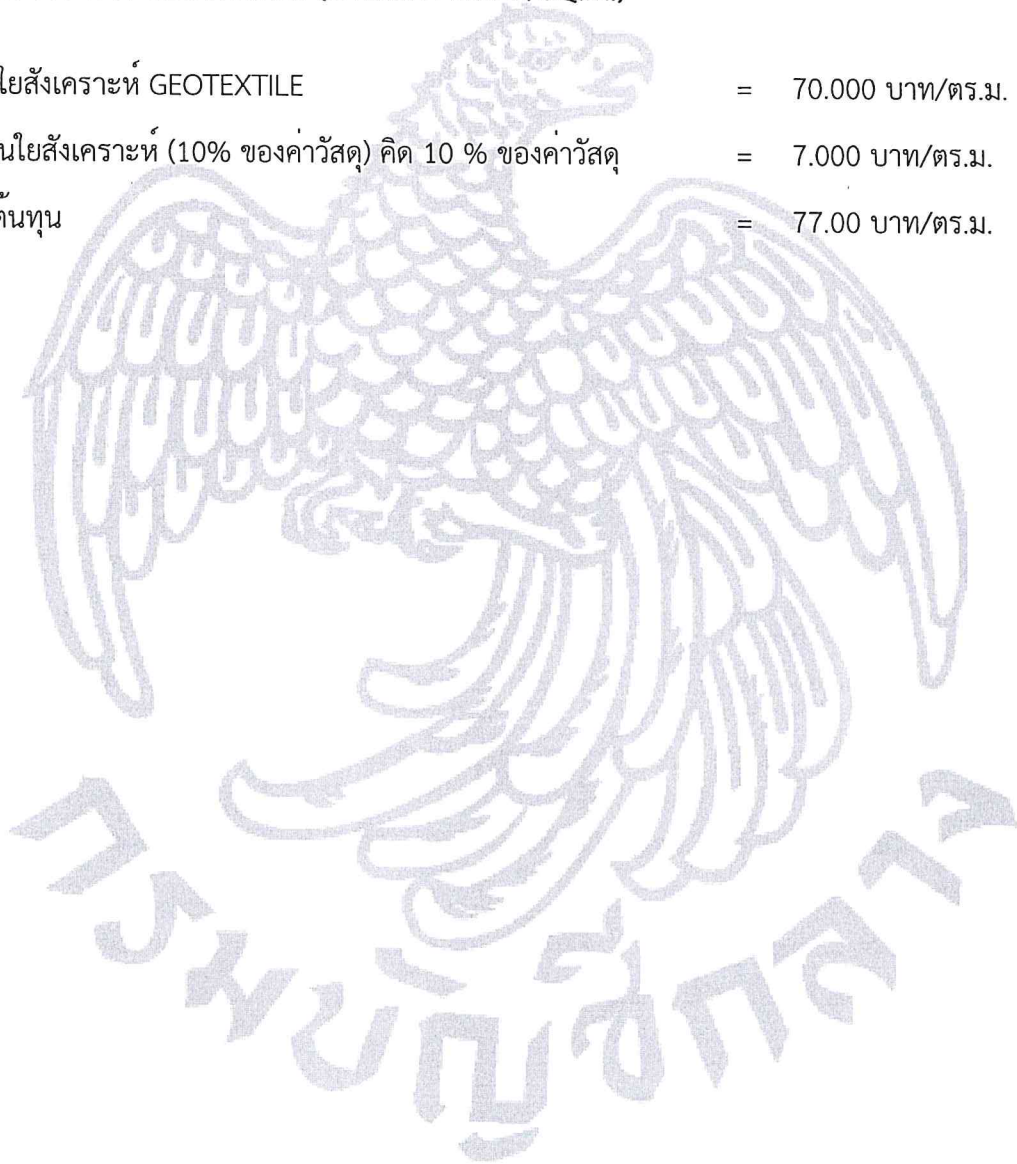 ใยสังเคราะห์ GEOTEXTILE = 70.000 บาท/ตร.ม.
นใยสังเคราะห์ (10% ของค่าวัสดุ) คิด 10 % ของค่าวัสดุ = 7.000 บาท/ตร.ม.
ต้นทุน = 77.00 บาท/ตร.ม.
กรมบัญชีกลาง